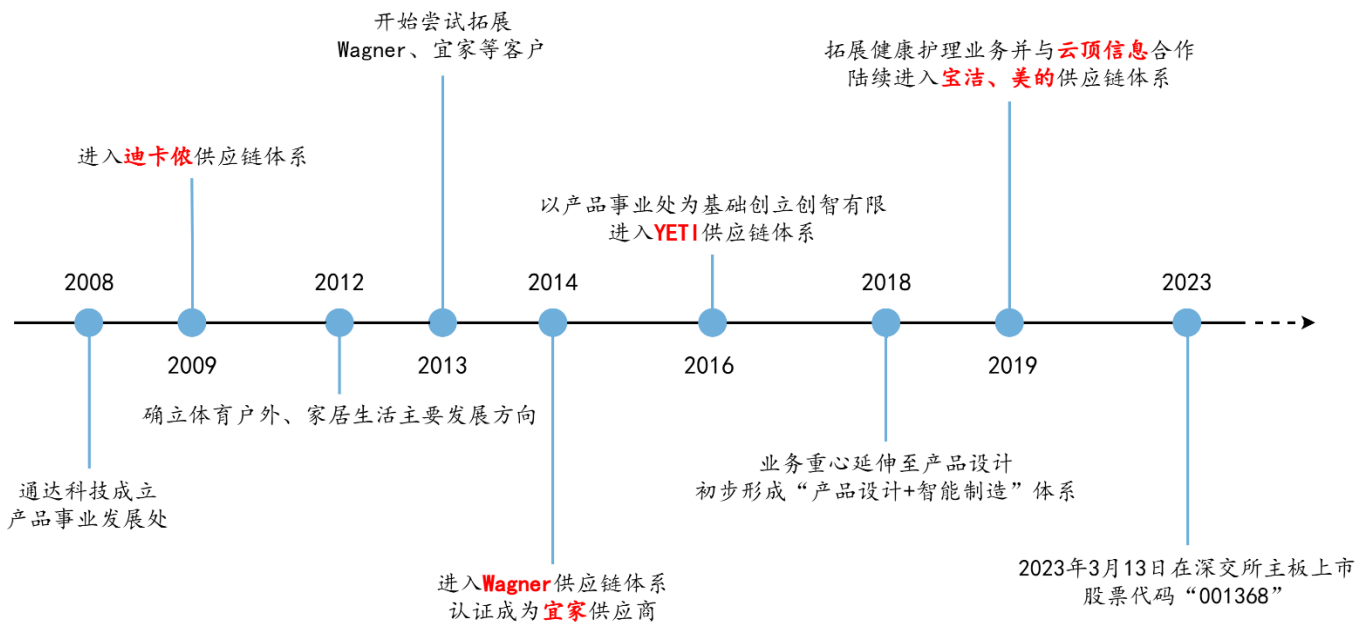 开始尝试拓展
Wagner、宜家等客户
拓展健康护理业务并与云顶信息合作
陆续进入宝洁、美的供应链体系
进入迪卡侬供应链体系
以产品事业处为基础创立创智有限
进入YETI供应链体系
2008
2012
2014
2018
2023
2009
2013
2016
2019
确立体育户外、家居生活主要发展方向
业务重心延伸至产品设计
初步形成“产品设计+智能制造”体系
通达科技成立
产品事业发展处
进入Wagner供应链体系
认证成为宜家供应商
2023年3月13日在深交所主板上市
股票代码“001368”